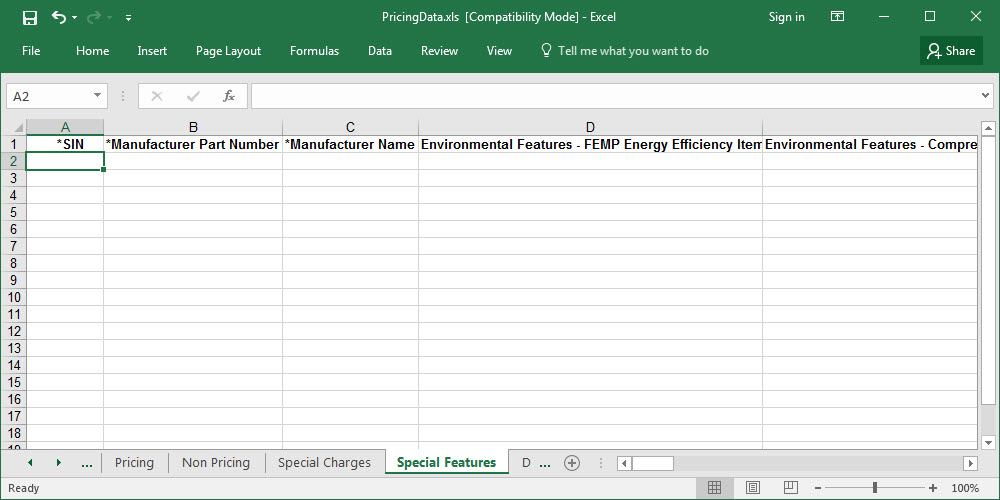 PricingData.xls [Compatibility Mode] - Excel
Sign in
File Home Insert Page Layout Formulas Data Review View Tell me what you want to do Share
A2 fx
A B C D
1 *SIN *Manufacturer Part Number *Manufacturer Name Environmental Features - FEMP Energy Efficiency Item Environmental Features - Compre
2
3
4
5
6
7
8
9
10
11
12
13
14
15
16
17
18
19
... Pricing Non Pricing Special Charges Special Features D ...
Ready 100%